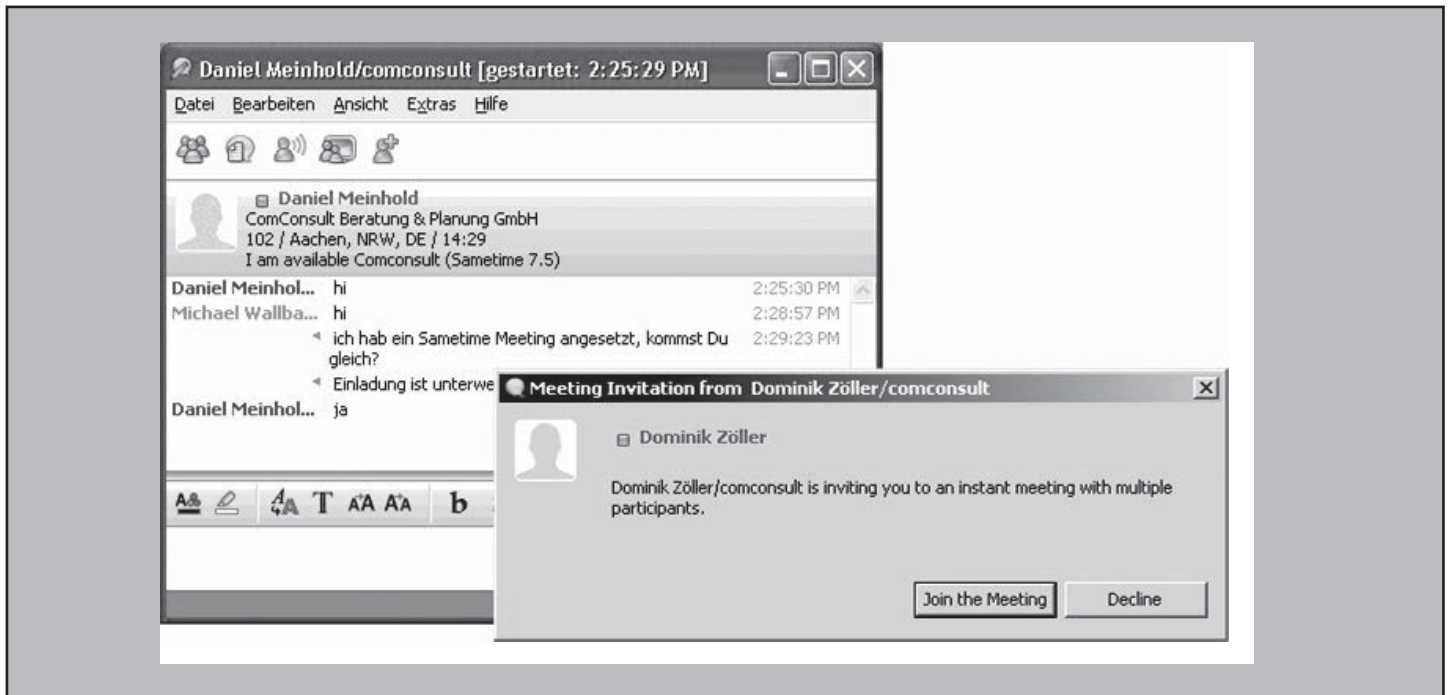 Daniel Meinhold/comconsult [gestartet: 2:25:29 PM]
Datei Bearbeiten Ansicht Extras Hilfe
Daniel Meinhold
ComConsult Beratung & Planung GmbH
102 / Aachen, NRW, DE / 14:29
I am available Comconsult (Sametime 7.5)
Daniel Meinhol... hi 2:25:30 PM
Michael Wallba... hi 2:28:57 PM
ich hab ein Sametime Meeting angesetzt, kommst Du 2:29:23 PM
gleich?
Einladung ist unterwe
Daniel Meinhol... ja
Meeting Invitation from Dominik Zöller/comconsult
Dominik Zöller
Dominik Zöller/comconsult is inviting you to an instant meeting with multiple
participants.
Join the Meeting Decline
A& A A T A A A A b